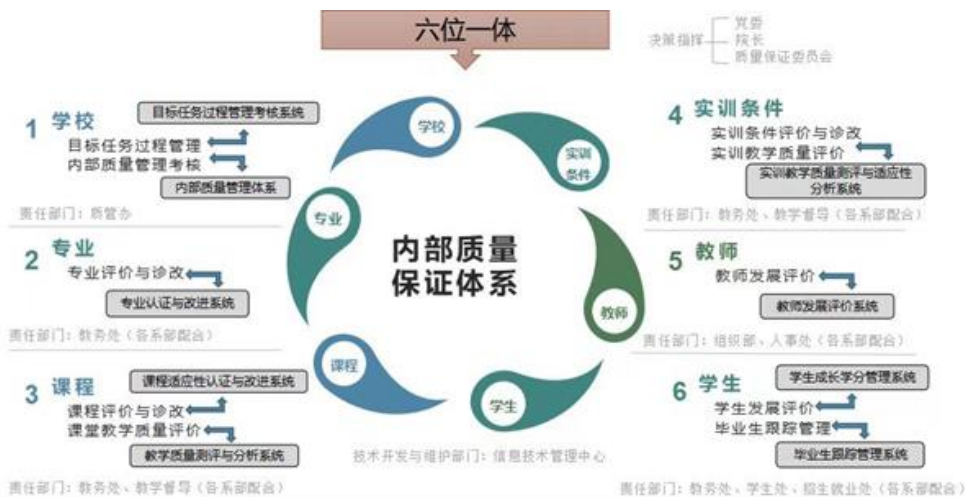 六位一体
决策指挥
党委
院长
质量保证委员会
1 学校
目标任务过程管理考核系统
目标任务过程管理
内部质量管理考核
内部质量管理体系
责任部门：质管办
2 专业
专业评价与诊改
专业认证与改进系统
责任部门：教务处（各系部配合）
3 课程
课程适应性认证与改进系统
课程评价与诊改
课堂教学质量评价
教学质量测评与分析系统
责任部门：教务处、教学督导（各系部配合）
学校
实训
条件
专业
教师
课程
学生
内部质量
保证体系
技术开发与维护部门：信息技术管理中心
4 实训条件
实训条件评价与诊改
实训教学质量评价
实训教学质量测评与适应性
分析系统
责任部门：教务处、教学督导（各系部配合）
5 教师
教师发展评价
教师发展评价系统
责任部门：组织部、人事处（各系部配合）
6 学生
学生成长学分管理系统
学生发展评价
毕业生跟踪管理
毕业生跟踪管理系统
责任部门：教务处、学生处、招生就业处（各系部配合）